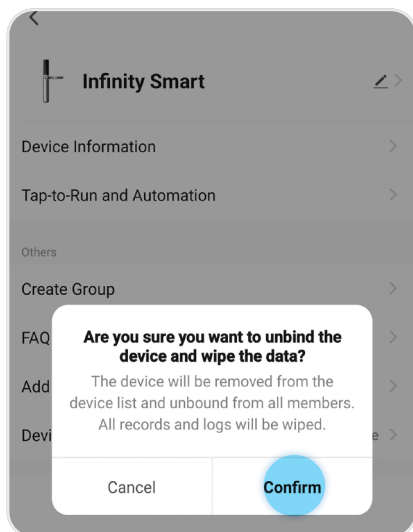 Infinity Smart
Device Information
Tap-to-Run and Automation
Others
Create Group
FAQ
Add
Devi
e
Are you sure you want to unbind the
device and wipe the data?
The device will be removed from the
device list and unbound from all members.
All records and logs will be wiped.
Cancel Confirm